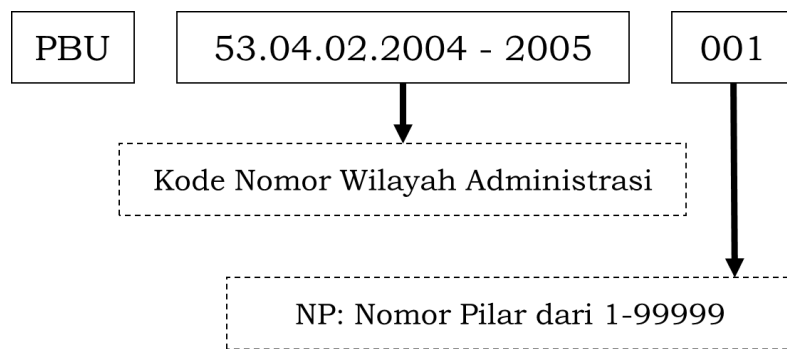 PBU 53.04.02.2004 - 2005 001
Kode Nomor Wilayah Administrasi
NP: Nomor Pilar dari 1-99999